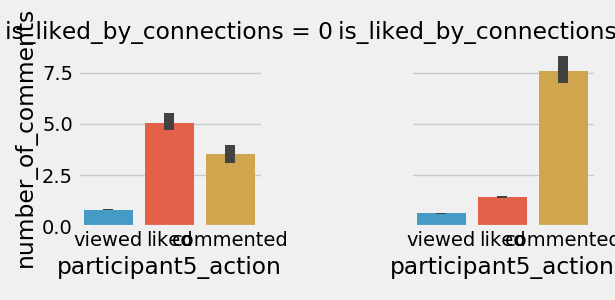 is_liked_by_connections = 0
is_liked_by_connections
number_of_comments
7.5
5.0
2.5
0.0
viewed
liked
commented
viewed
liked
commented
participant5_action
participant5_action